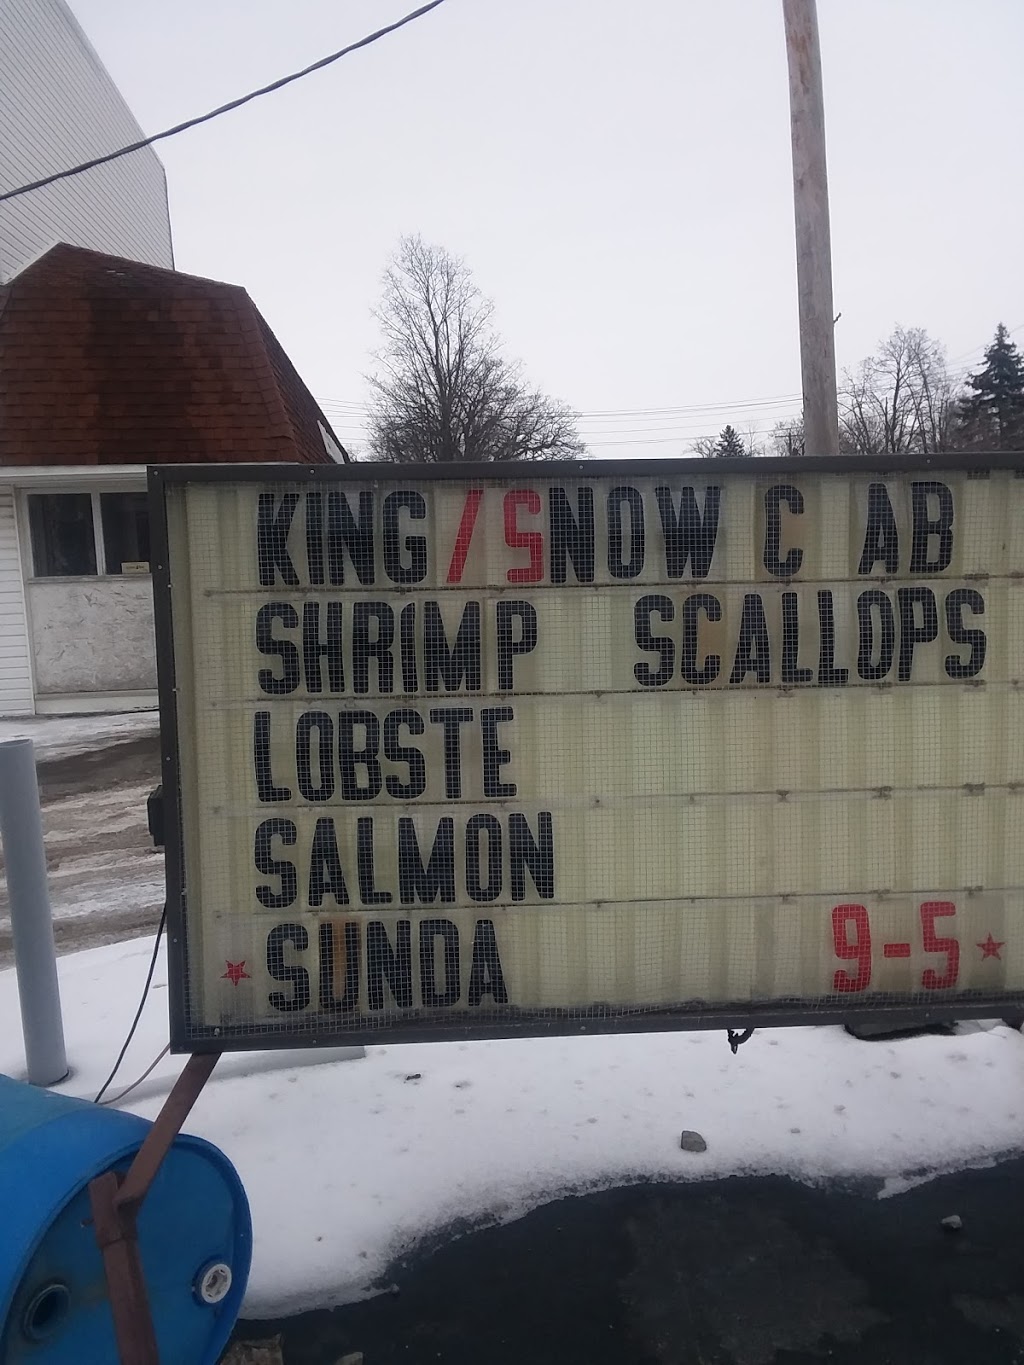 KING/SNOW C AB
SHRIMP SCALLOPS
LOBSTE
SALMON
SUNDA 9-5